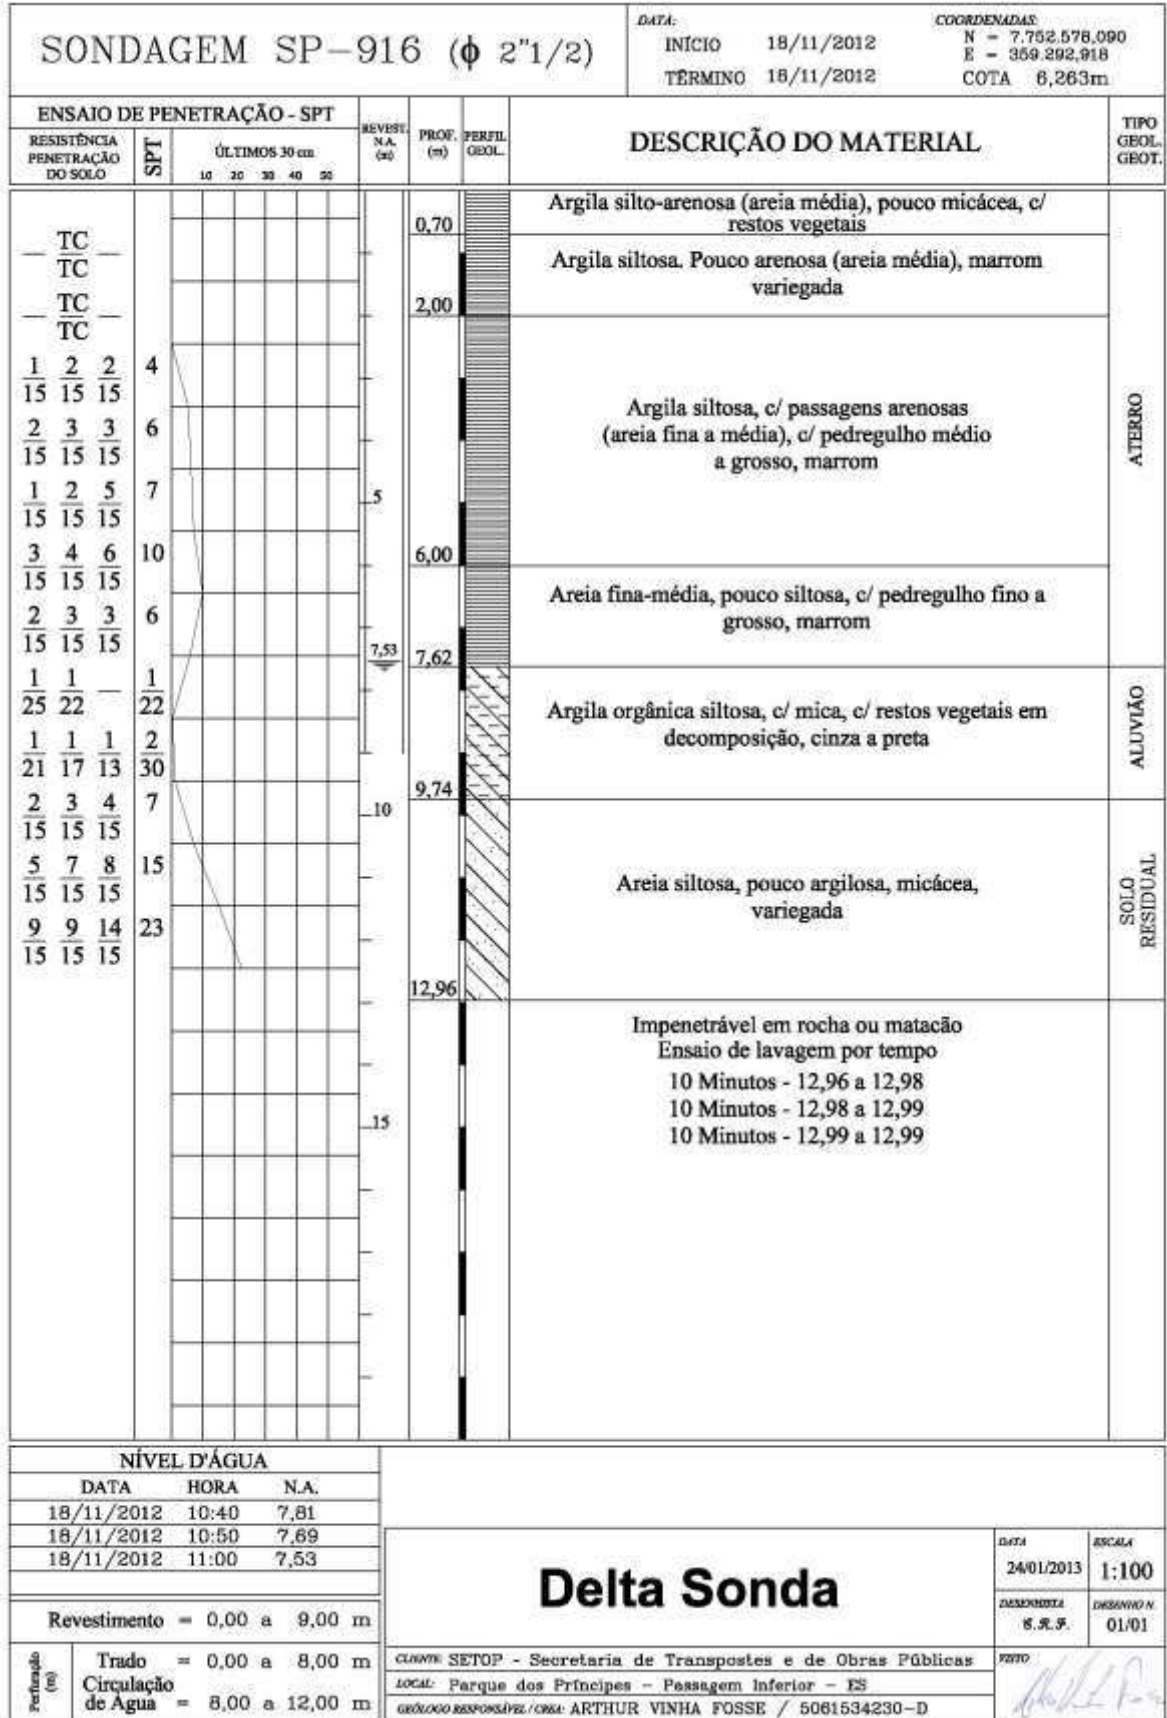 SONDAGEM SP-916 (ϕ 2"1/2)
DATA:
INÍCIO 18/11/2012
TÉRMINO 18/11/2012
COORDENADAS:
N = 7.752.578,090
E = 359.292,918
COTA 6,263m
ENSAIO DE PENETRAÇÃO - SPT
RESISTÊNCIA PENETRAÇÃO DO SOLO
SPT
ÚLTIMOS 30 cm
10 20 30 40 50
REVEST. N.A. (m)
PROF. (m)
PERFIL GEOL.
DESCRIÇÃO DO MATERIAL
TIPO GEOL. GEOT.
Argila silto-arenosa (areia média), pouco micácea, c/
restos vegetais
0,70
— TC/TC —
Argila siltosa. Pouco arenosa (areia média), marrom
variegada
2,00
— TC/TC —
1/15 2/15 2/15 4
2/15 3/15 3/15 6
1/15 2/15 5/15 7
3/15 4/15 6/15 10
2/15 3/15 3/15 6
1/25 1/22 — 1/22
1/21 1/17 1/13 2/30
2/15 3/15 4/15 7
5/15 7/15 8/15 15
9/15 9/15 14/15 23
5
7,53
10
15
Argila siltosa, c/ passagens arenosas
(areia fina a média), c/ pedregulho médio
a grosso, marrom
6,00
Areia fina-média, pouco siltosa, c/ pedregulho fino a
grosso, marrom
7,62
ATERRO
Argila orgânica siltosa, c/ mica, c/ restos vegetais em
decomposição, cinza a preta
9,74
ALUVIÃO
Areia siltosa, pouco argilosa, micácea,
variegada
12,96
SOLO RESIDUAL
Impenetrável em rocha ou matacão
Ensaio de lavagem por tempo
10 Minutos - 12,96 a 12,98
10 Minutos - 12,98 a 12,99
10 Minutos - 12,99 a 12,99
NÍVEL D'ÁGUA
DATA HORA N.A.
18/11/2012 10:40 7,81
18/11/2012 10:50 7,69
18/11/2012 11:00 7,53
Revestimento = 0,00 a 9,00 m
Perfuração (m)
Trado = 0,00 a 8,00 m
Circulação
de Água = 8,00 a 12,00 m
Delta Sonda
CLIENTE: SETOP - Secretaria de Transpostes e de Obras Públicas
LOCAL: Parque dos Príncipes - Passagem Inferior - ES
GEÓLOGO RESPONSÁVEL / CREA: ARTHUR VINHA FOSSE / 5061534230-D
DATA
24/01/2013
ESCALA
1:100
DESENHISTA
C.R.F.
DESENHO N.
01/01
VISTO